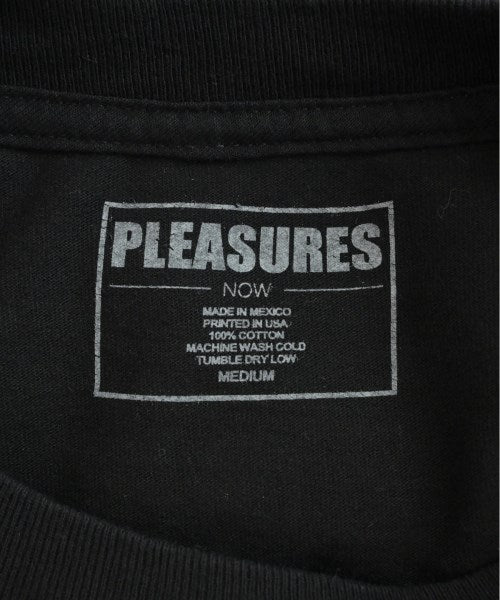 PLEASURES
NOW
MADE IN MEXICO
PRINTED IN USA
100% COTTON
MACHINE WASH COLD
TUMBLE DRY LOW
MEDIUM